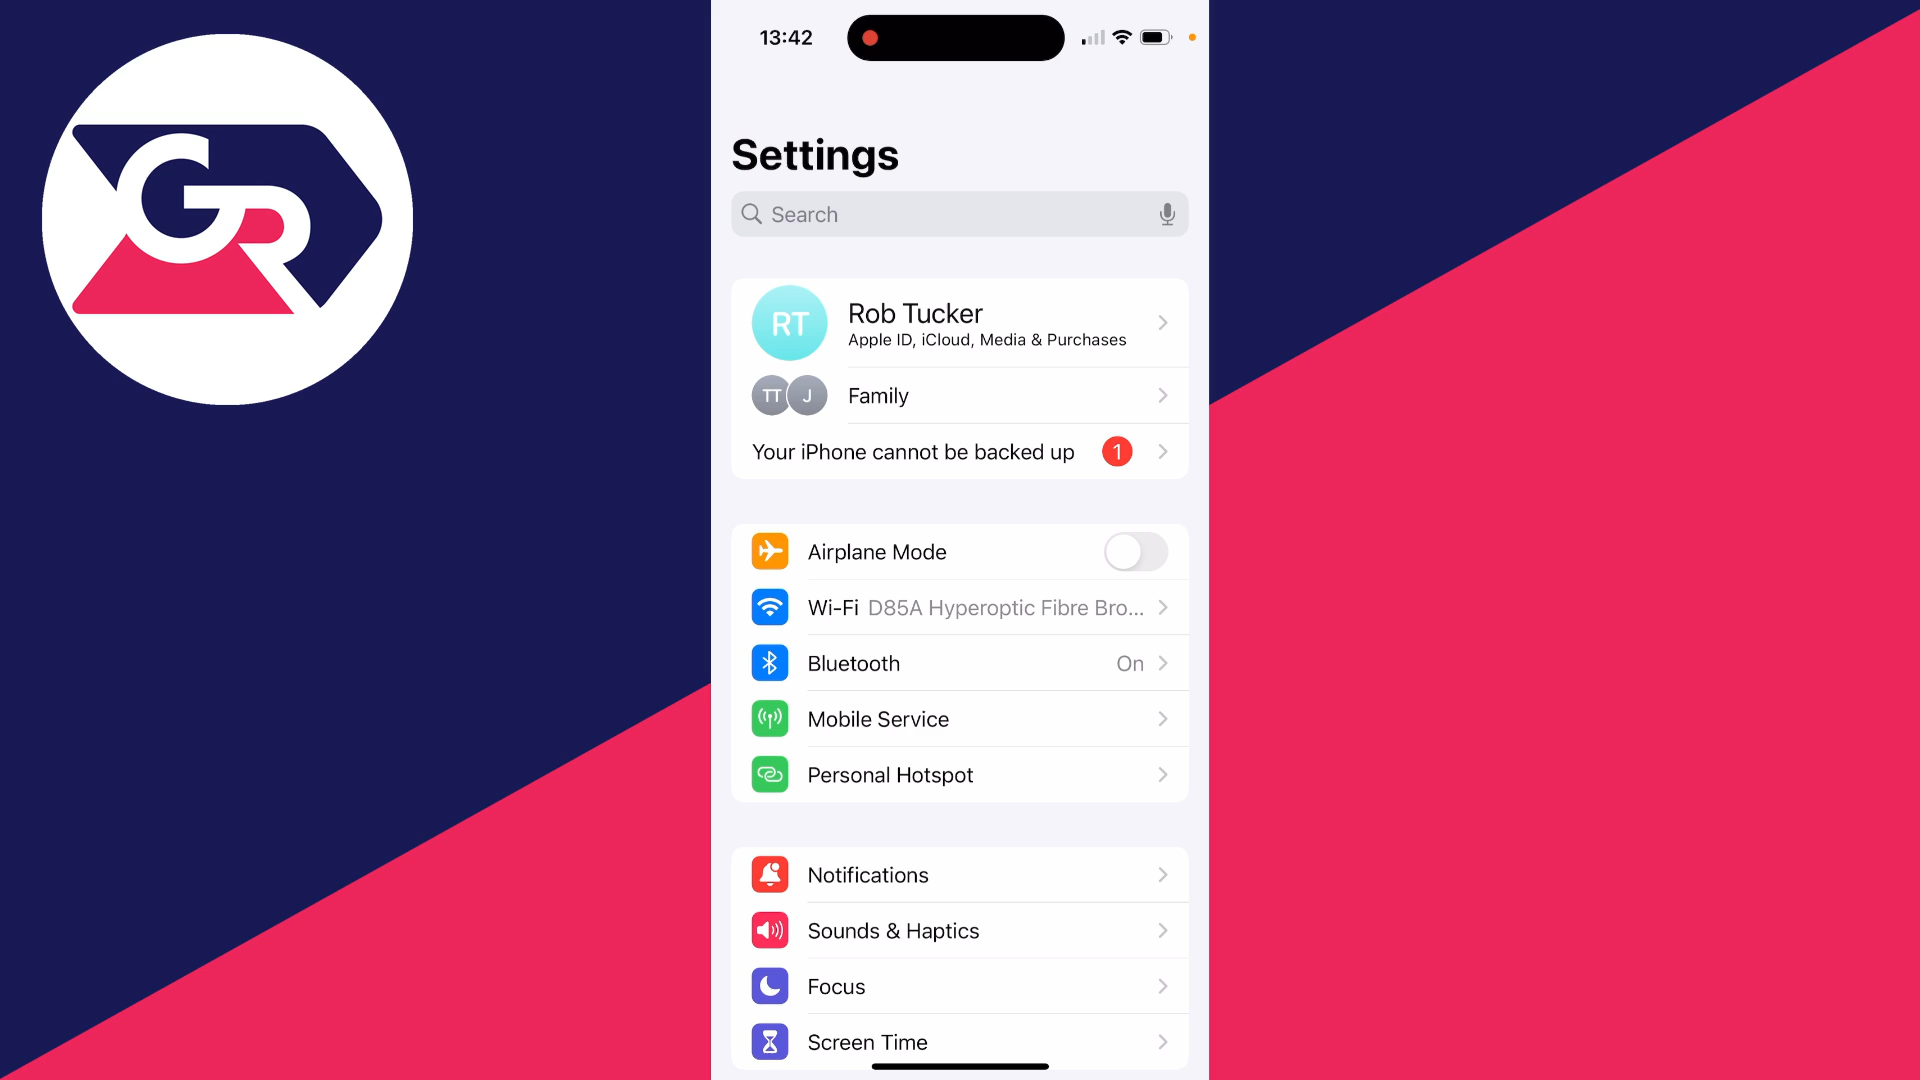 GR
13:42
Settings
Search
RT
Rob Tucker
Apple ID, iCloud, Media & Purchases
TT
J
Family
Your iPhone cannot be backed up 1
Airplane Mode
Wi-Fi D85A Hyperoptic Fibre Bro...
Bluetooth On
Mobile Service
Personal Hotspot
Notifications
Sounds & Haptics
Focus
Screen Time